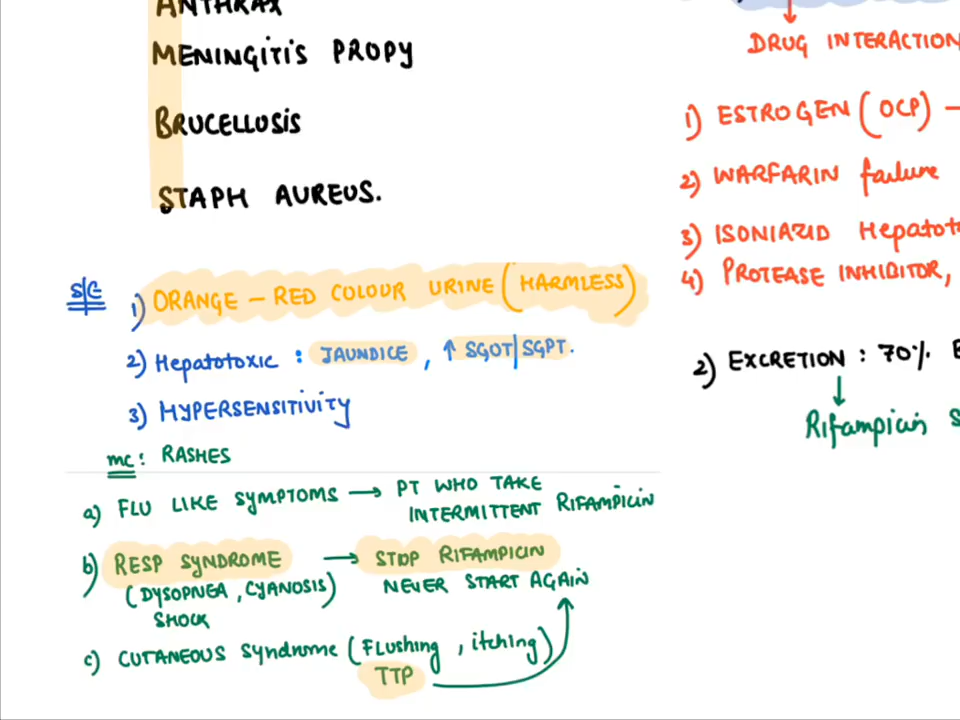 ANTHRAX
MENINGITIS PROPY
BRUCELLOSIS
STAPH AUREUS.
S/E
1) ORANGE – RED COLOUR URINE (HARMLESS)
2) Hepatotoxic : JAUNDICE, ↑ SGOT|SGPT.
3) HYPERSENSITIVITY
mc: RASHES
a) FLU LIKE SYMPTOMS → PT WHO TAKE
INTERMITTENT RIFAMPICIN
b) RESP SYNDROME → STOP RIFAMPICIN
(DYSOPNEA, CYANOSIS) NEVER START AGAIN
SHOCK
c) CUTANEOUS Syndrome (Flushing, itching)
TTP
DRUG INTERACTION
1) ESTROGEN (OCP) –
2) WARFARIN failure
3) ISONIAZID Hepatot
4) PROTEASE INHIBITOR,
2) EXCRETION : 70%
Rifampicin